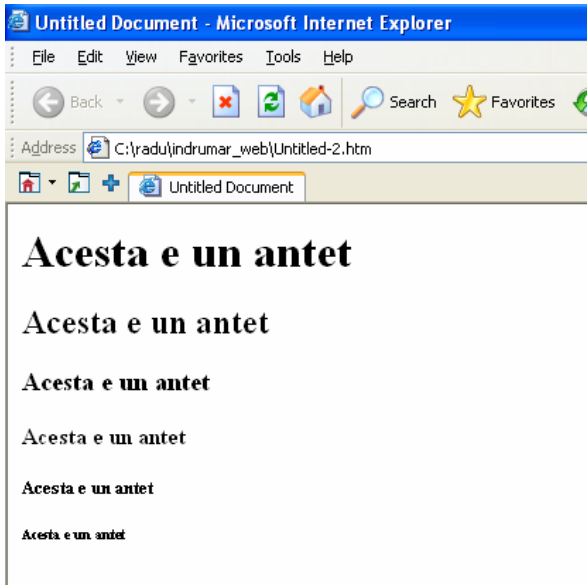 Untitled Document - Microsoft Internet Explorer
File Edit View Favorites Tools Help
Back Search Favorites
Address C:\radu\indrumar_web\Untitled-2.htm
Untitled Document
Acesta e un antet
Acesta e un antet
Acesta e un antet
Acesta e un antet
Acesta e un antet
Acesta e un antet